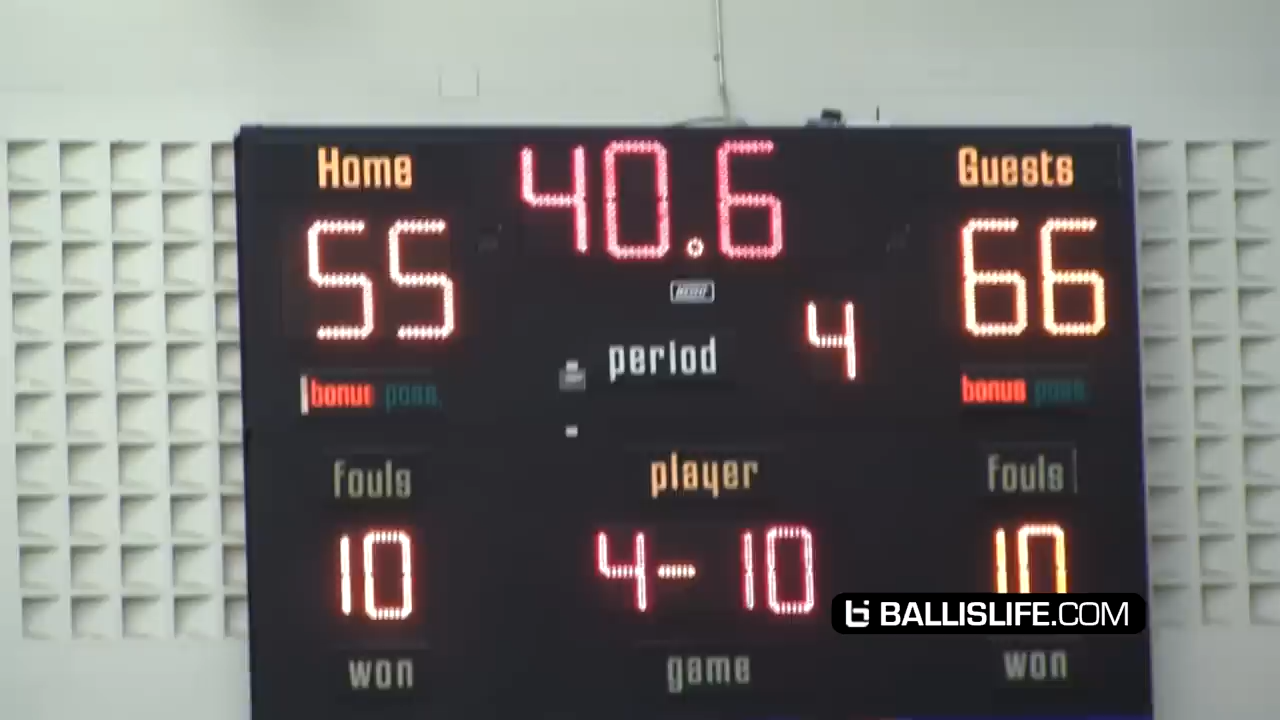 Home 40.6 Guests
55 66
period 4
bonus poss. bonus poss.
fouls player fouls
10 4-10 10
BALLISLIFE.COM
won game won